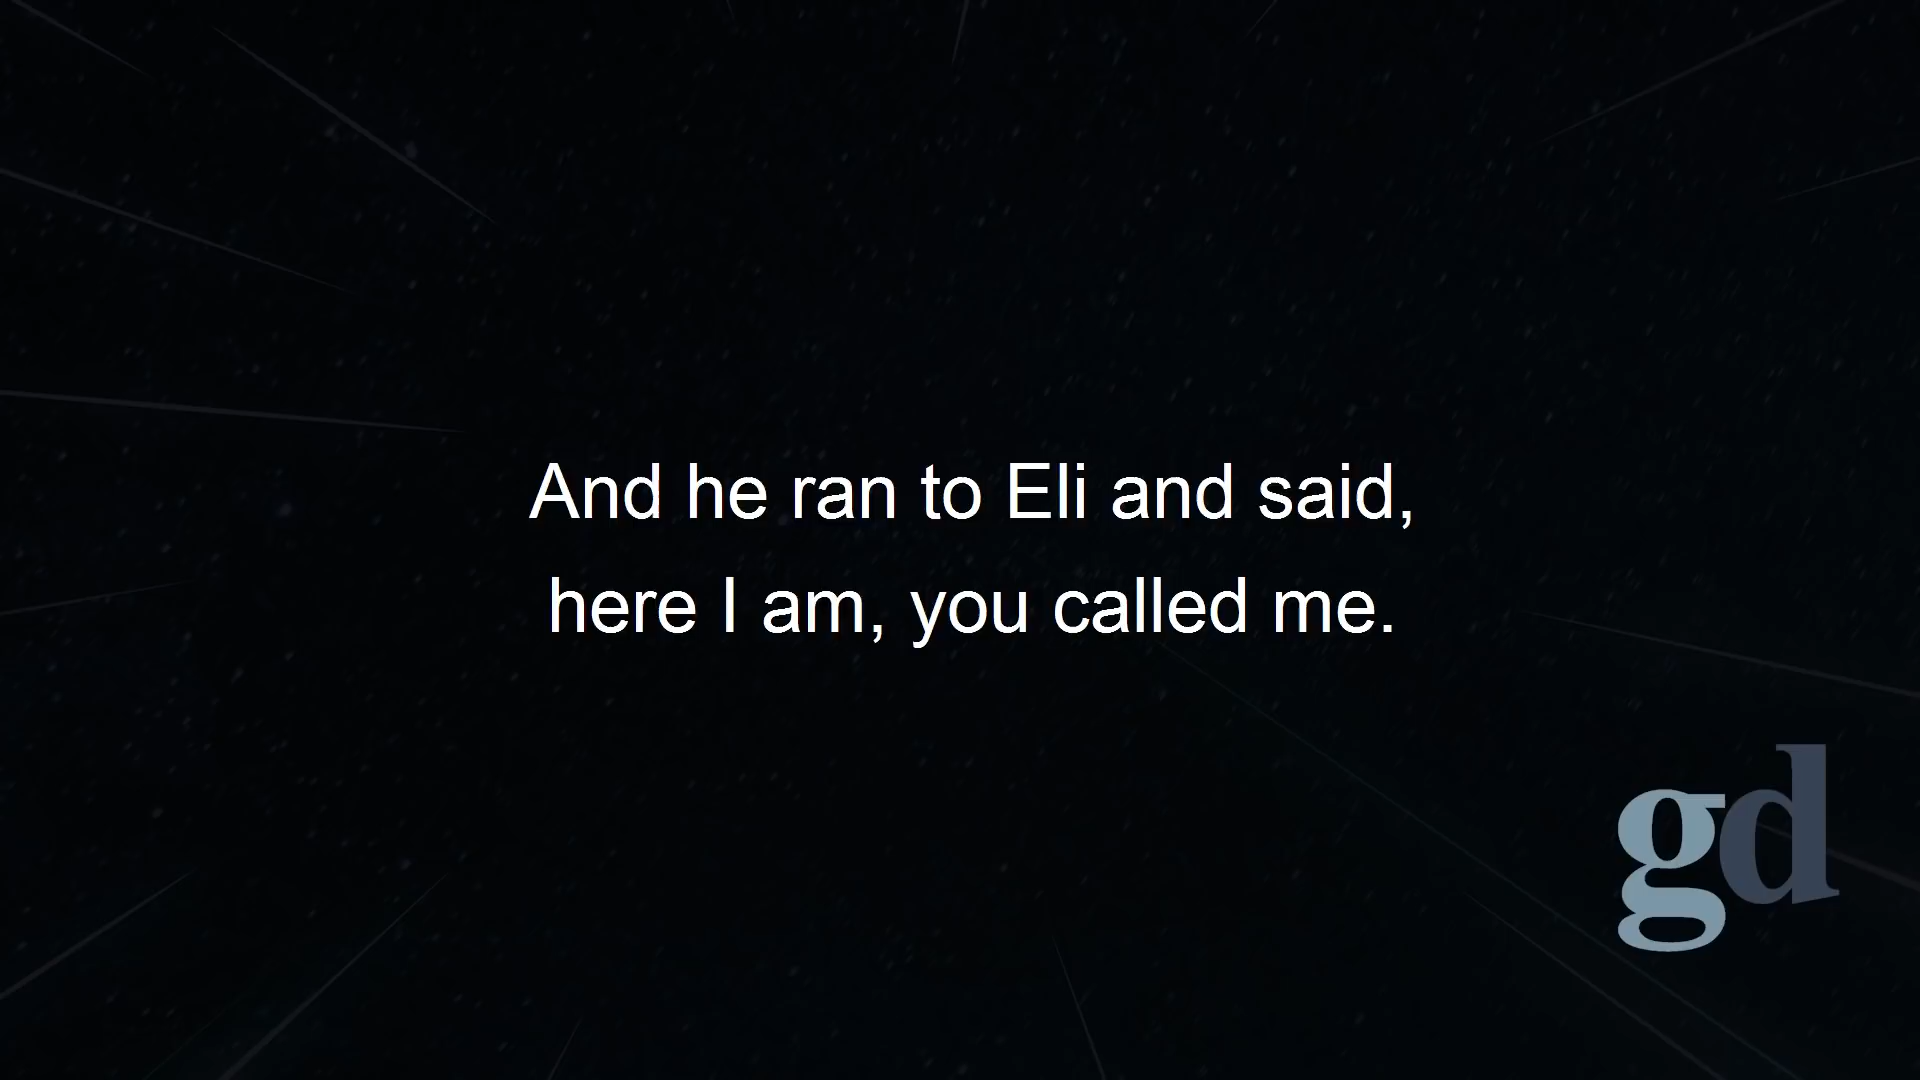 And he ran to Eli and said,
here I am, you called me.
gd